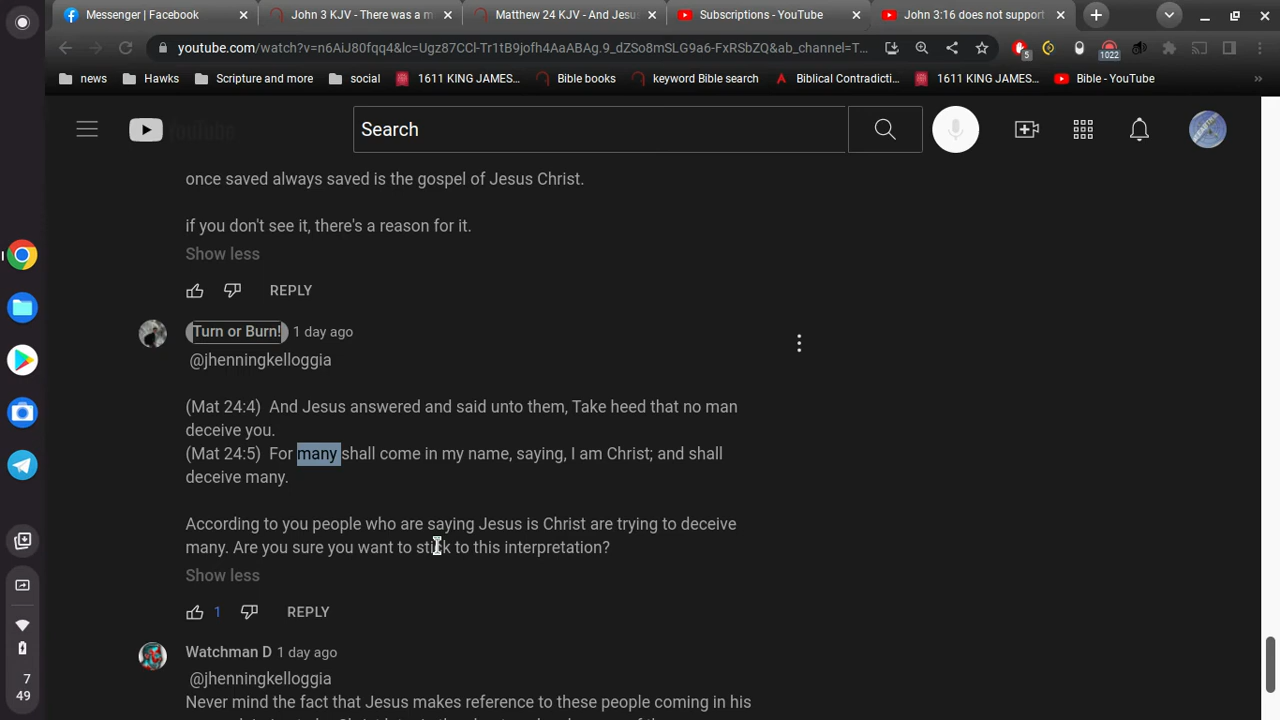 Messenger | Facebook
John 3 KJV - There was a m
Matthew 24 KJV - And Jesus
Subscriptions - YouTube
John 3:16 does not support
youtube.com/watch?v=n6AiJ80fqq4&lc=Ugz87CCl-Tr1tB9jofh4AaABAg.9_dZSo8mSLG9a6-FxRSbZQ&ab_channel=T...
5
1022
news
Hawks
Scripture and more
social
1611 KING JAMES...
Bible books
keyword Bible search
Biblical Contradicti...
1611 KING JAMES...
Bible - YouTube
»
YouTube
Search
once saved always saved is the gospel of Jesus Christ.
if you don't see it, there's a reason for it.
Show less
REPLY
Turn or Burn! 1 day ago
@jhenningkelloggia
(Mat 24:4) And Jesus answered and said unto them, Take heed that no man
deceive you.
(Mat 24:5) For many shall come in my name, saying, I am Christ; and shall
deceive many.
According to you people who are saying Jesus is Christ are trying to deceive
many. Are you sure you want to stick to this interpretation?
Show less
1 REPLY
Watchman D 1 day ago
@jhenningkelloggia
Never mind the fact that Jesus makes reference to these people coming in his
7
49